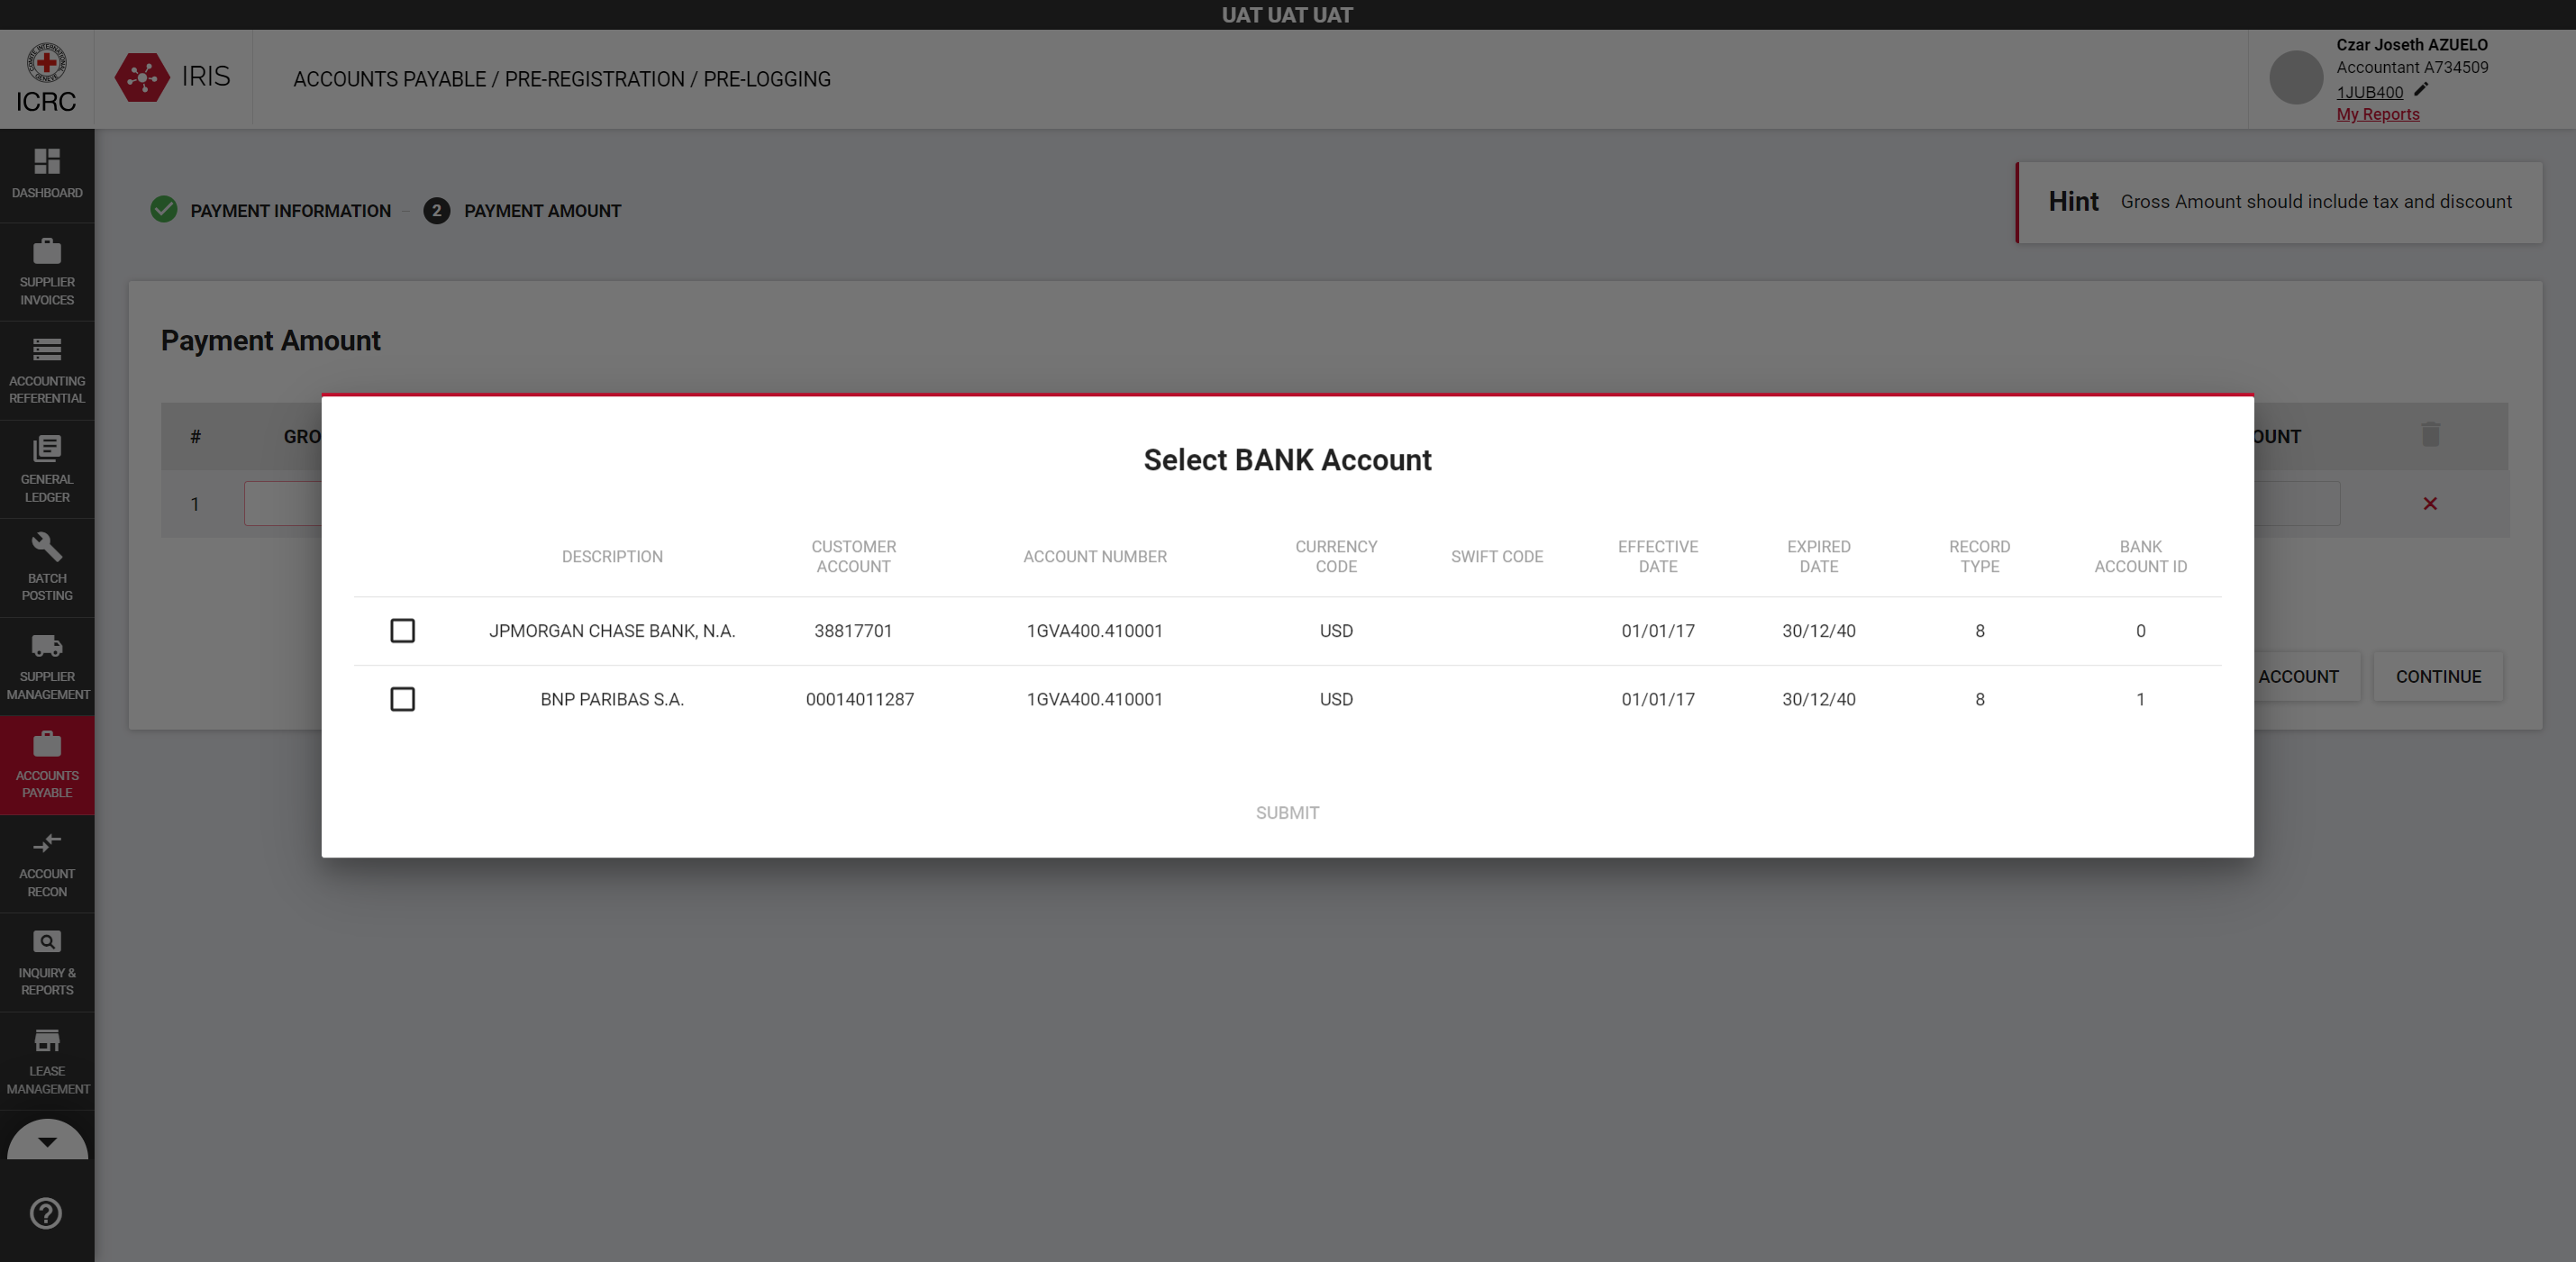 UAT UAT UAT
ICRC
IRIS
ACCOUNTS PAYABLE / PRE-REGISTRATION / PRE-LOGGING
Czar Joseth AZUELO
Accountant A734509
1JUB400
My Reports
DASHBOARD
SUPPLIER
INVOICES
ACCOUNTING
REFERENTIAL
GENERAL
LEDGER
BATCH
POSTING
SUPPLIER
MANAGEMENT
ACCOUNTS
PAYABLE
ACCOUNT
RECON
INQUIRY &
REPORTS
LEASE
MANAGEMENT
PAYMENT INFORMATION
2 PAYMENT AMOUNT
Hint Gross Amount should include tax and discount
Payment Amount
# GRO OUNT
1
Select BANK Account
DESCRIPTION CUSTOMER ACCOUNT ACCOUNT NUMBER CURRENCY CODE SWIFT CODE EFFECTIVE DATE EXPIRED DATE RECORD TYPE BANK ACCOUNT ID
JPMORGAN CHASE BANK, N.A. 38817701 1GVA400.410001 USD 01/01/17 30/12/40 8 0
BNP PARIBAS S.A. 00014011287 1GVA400.410001 USD 01/01/17 30/12/40 8 1
SUBMIT
ACCOUNT CONTINUE